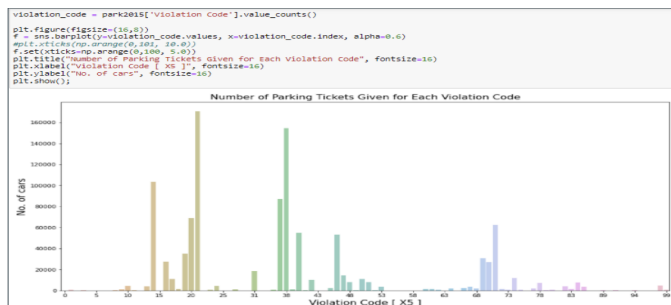 violation_code = park2015['Violation Code'].value_counts()
plt.figure(figsize=(16,8))
f = sns.barplot(y=violation_code.values, x=violation_code.index, alpha=0.6)
#plt.xticks(np.arange(0,101, 10.0))
f.set(xticks=np.arange(0,100, 5.0))
plt.title("Number of Parking Tickets Given for Each Violation Code", fontsize=16)
plt.xlabel("Violation Code [ X5 ]", fontsize=16)
plt.ylabel("No. of cars", fontsize=16)
plt.show();
Number of Parking Tickets Given for Each Violation Code
160000
140000
120000
100000
80000
60000
40000
20000
0
No. of cars
0 5 10 15 20 25 30 36 43 48 53 58 63 68 73 78 83 89 94
Violation Code [ X5 ]